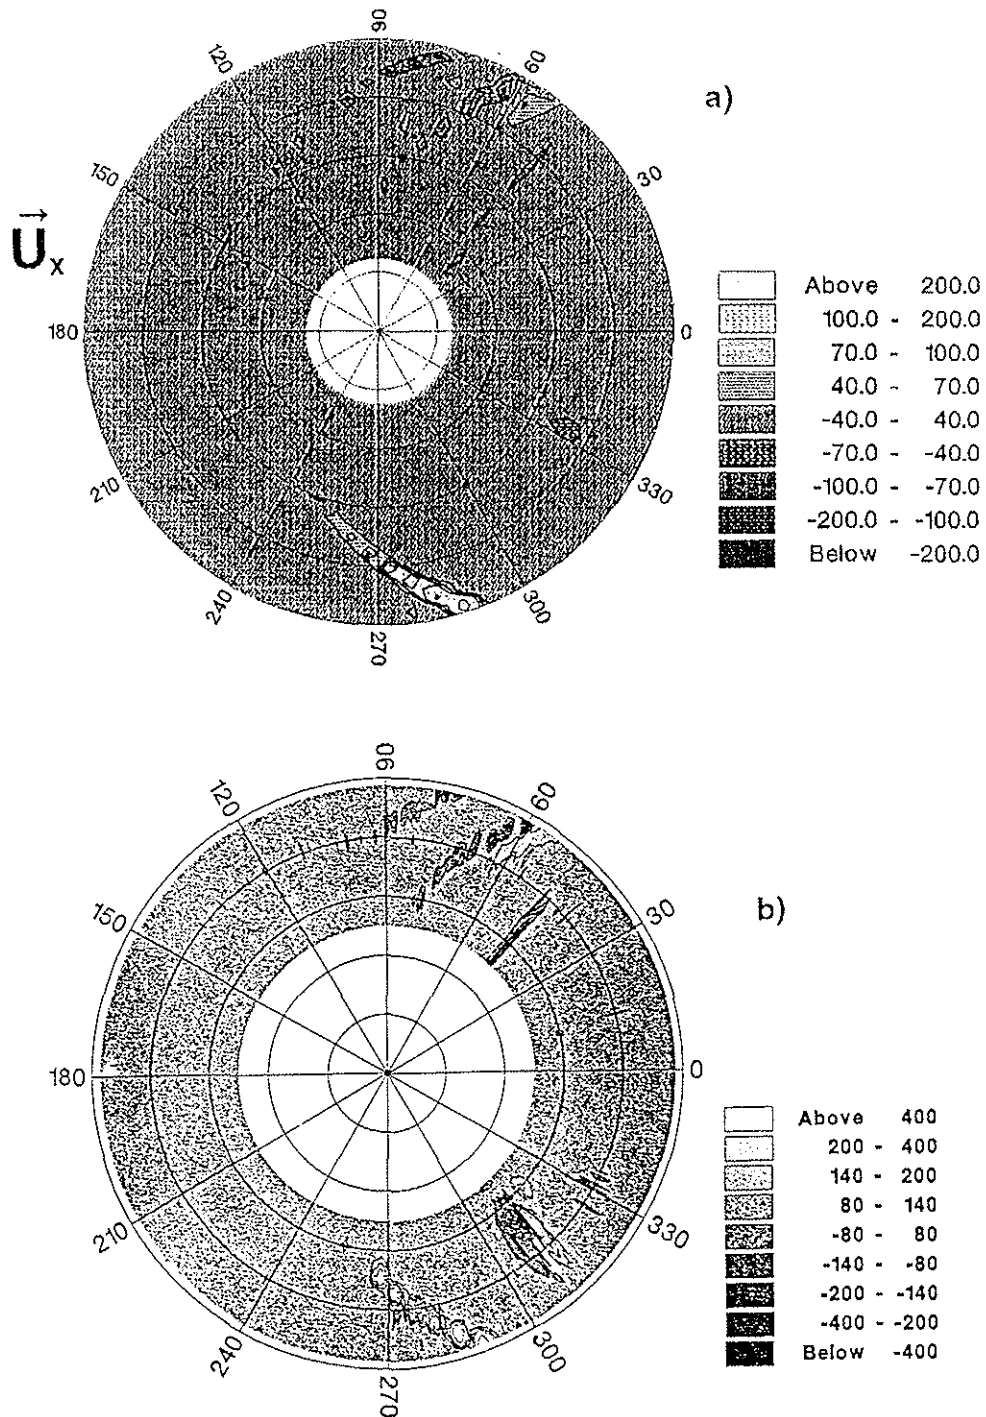 90
120
60
a)
150
30
U⃗x
180
0
Above 200.0
100.0 - 200.0
70.0 - 100.0
40.0 - 70.0
-40.0 - 40.0
-70.0 - -40.0
-100.0 - -70.0
-200.0 - -100.0
Below -200.0
210
330
240
300
270
90
120
60
b)
150
30
180
0
Above 400
200 - 400
140 - 200
80 - 140
-80 - 80
-140 - -80
-200 - -140
-400 - -200
Below -400
210
330
240
300
270